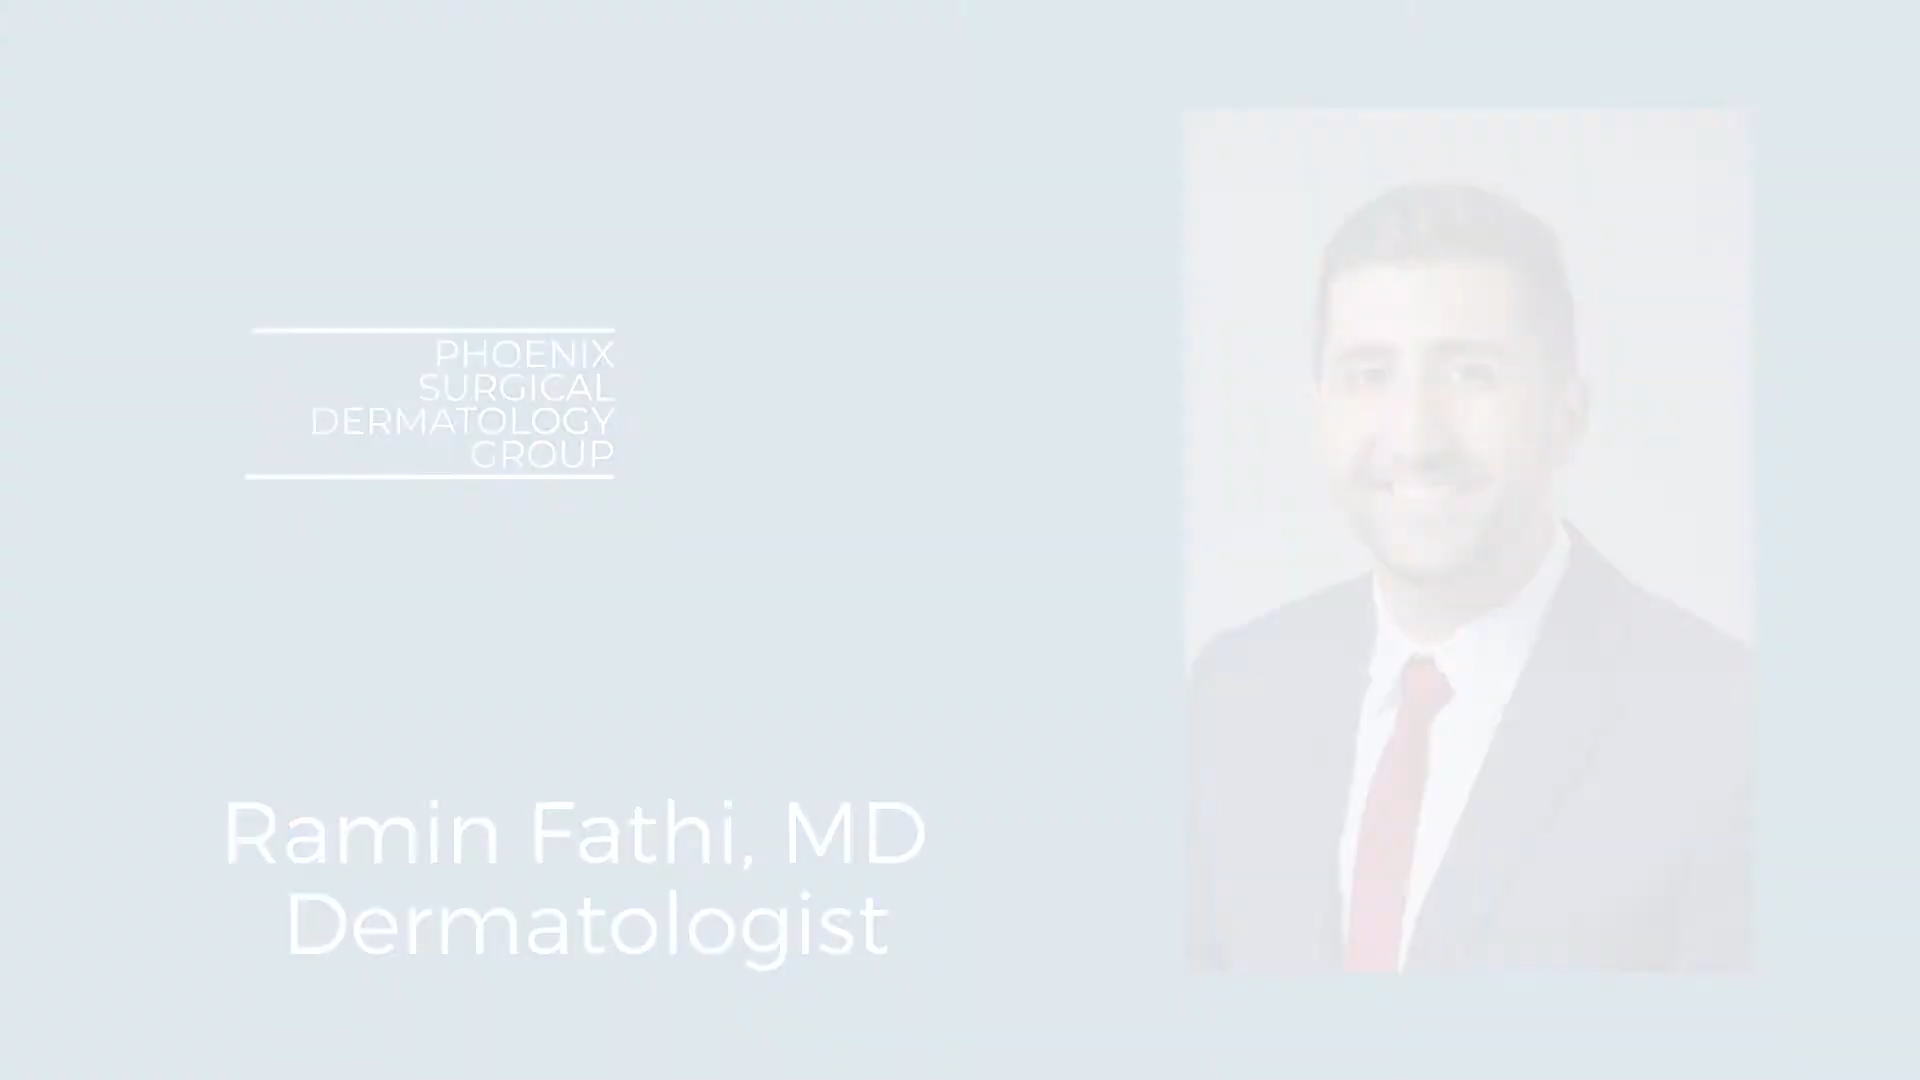 PHOENIX
SURGICAL
DERMATOLOGY
GROUP
Ramin Fathi, MD
Dermatologist